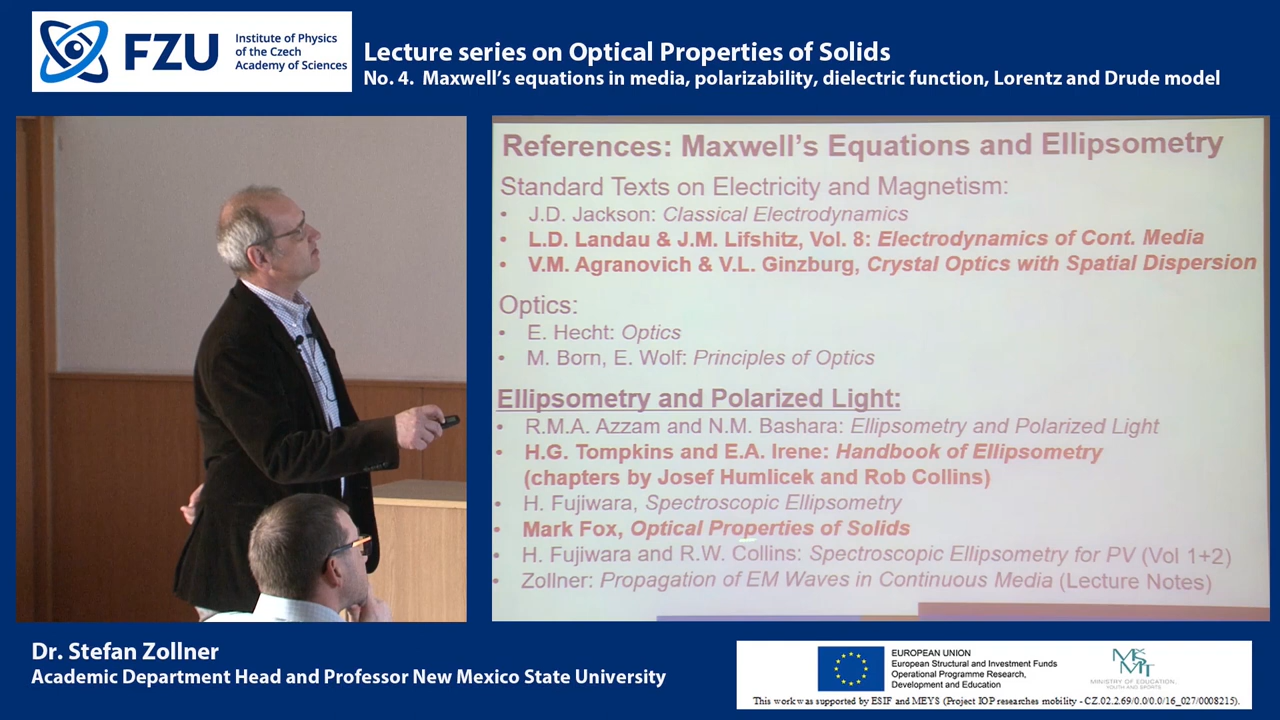 FZU
Institute of Physics
of the Czech
Academy of Sciences
Lecture series on Optical Properties of Solids
No. 4. Maxwell's equations in media, polarizability, dielectric function, Lorentz and Drude model
References: Maxwell's Equations and Ellipsometry
Standard Texts on Electricity and Magnetism:
• J.D. Jackson: Classical Electrodynamics
• L.D. Landau & J.M. Lifshitz, Vol. 8: Electrodynamics of Cont. Media
• V.M. Agranovich & V.L. Ginzburg, Crystal Optics with Spatial Dispersion
Optics:
• E. Hecht: Optics
• M. Born, E. Wolf: Principles of Optics
Ellipsometry and Polarized Light:
• R.M.A. Azzam and N.M. Bashara: Ellipsometry and Polarized Light
• H.G. Tompkins and E.A. Irene: Handbook of Ellipsometry
(chapters by Josef Humlicek and Rob Collins)
• H. Fujiwara, Spectroscopic Ellipsometry
• Mark Fox, Optical Properties of Solids
• H. Fujiwara and R.W. Collins: Spectroscopic Ellipsometry for PV (Vol 1+2)
• Zollner: Propagation of EM Waves in Continuous Media (Lecture Notes)
Dr. Stefan Zollner
Academic Department Head and Professor New Mexico State University
EUROPEAN UNION
European Structural and Investment Funds
Operational Programme Research,
Development and Education
MINISTRY OF EDUCATION,
YOUTH AND SPORTS
This work was supported by ESIF and MEYS (Project IOP researches mobility - CZ.02.2.69/0.0/0.0/16_027/0008215).